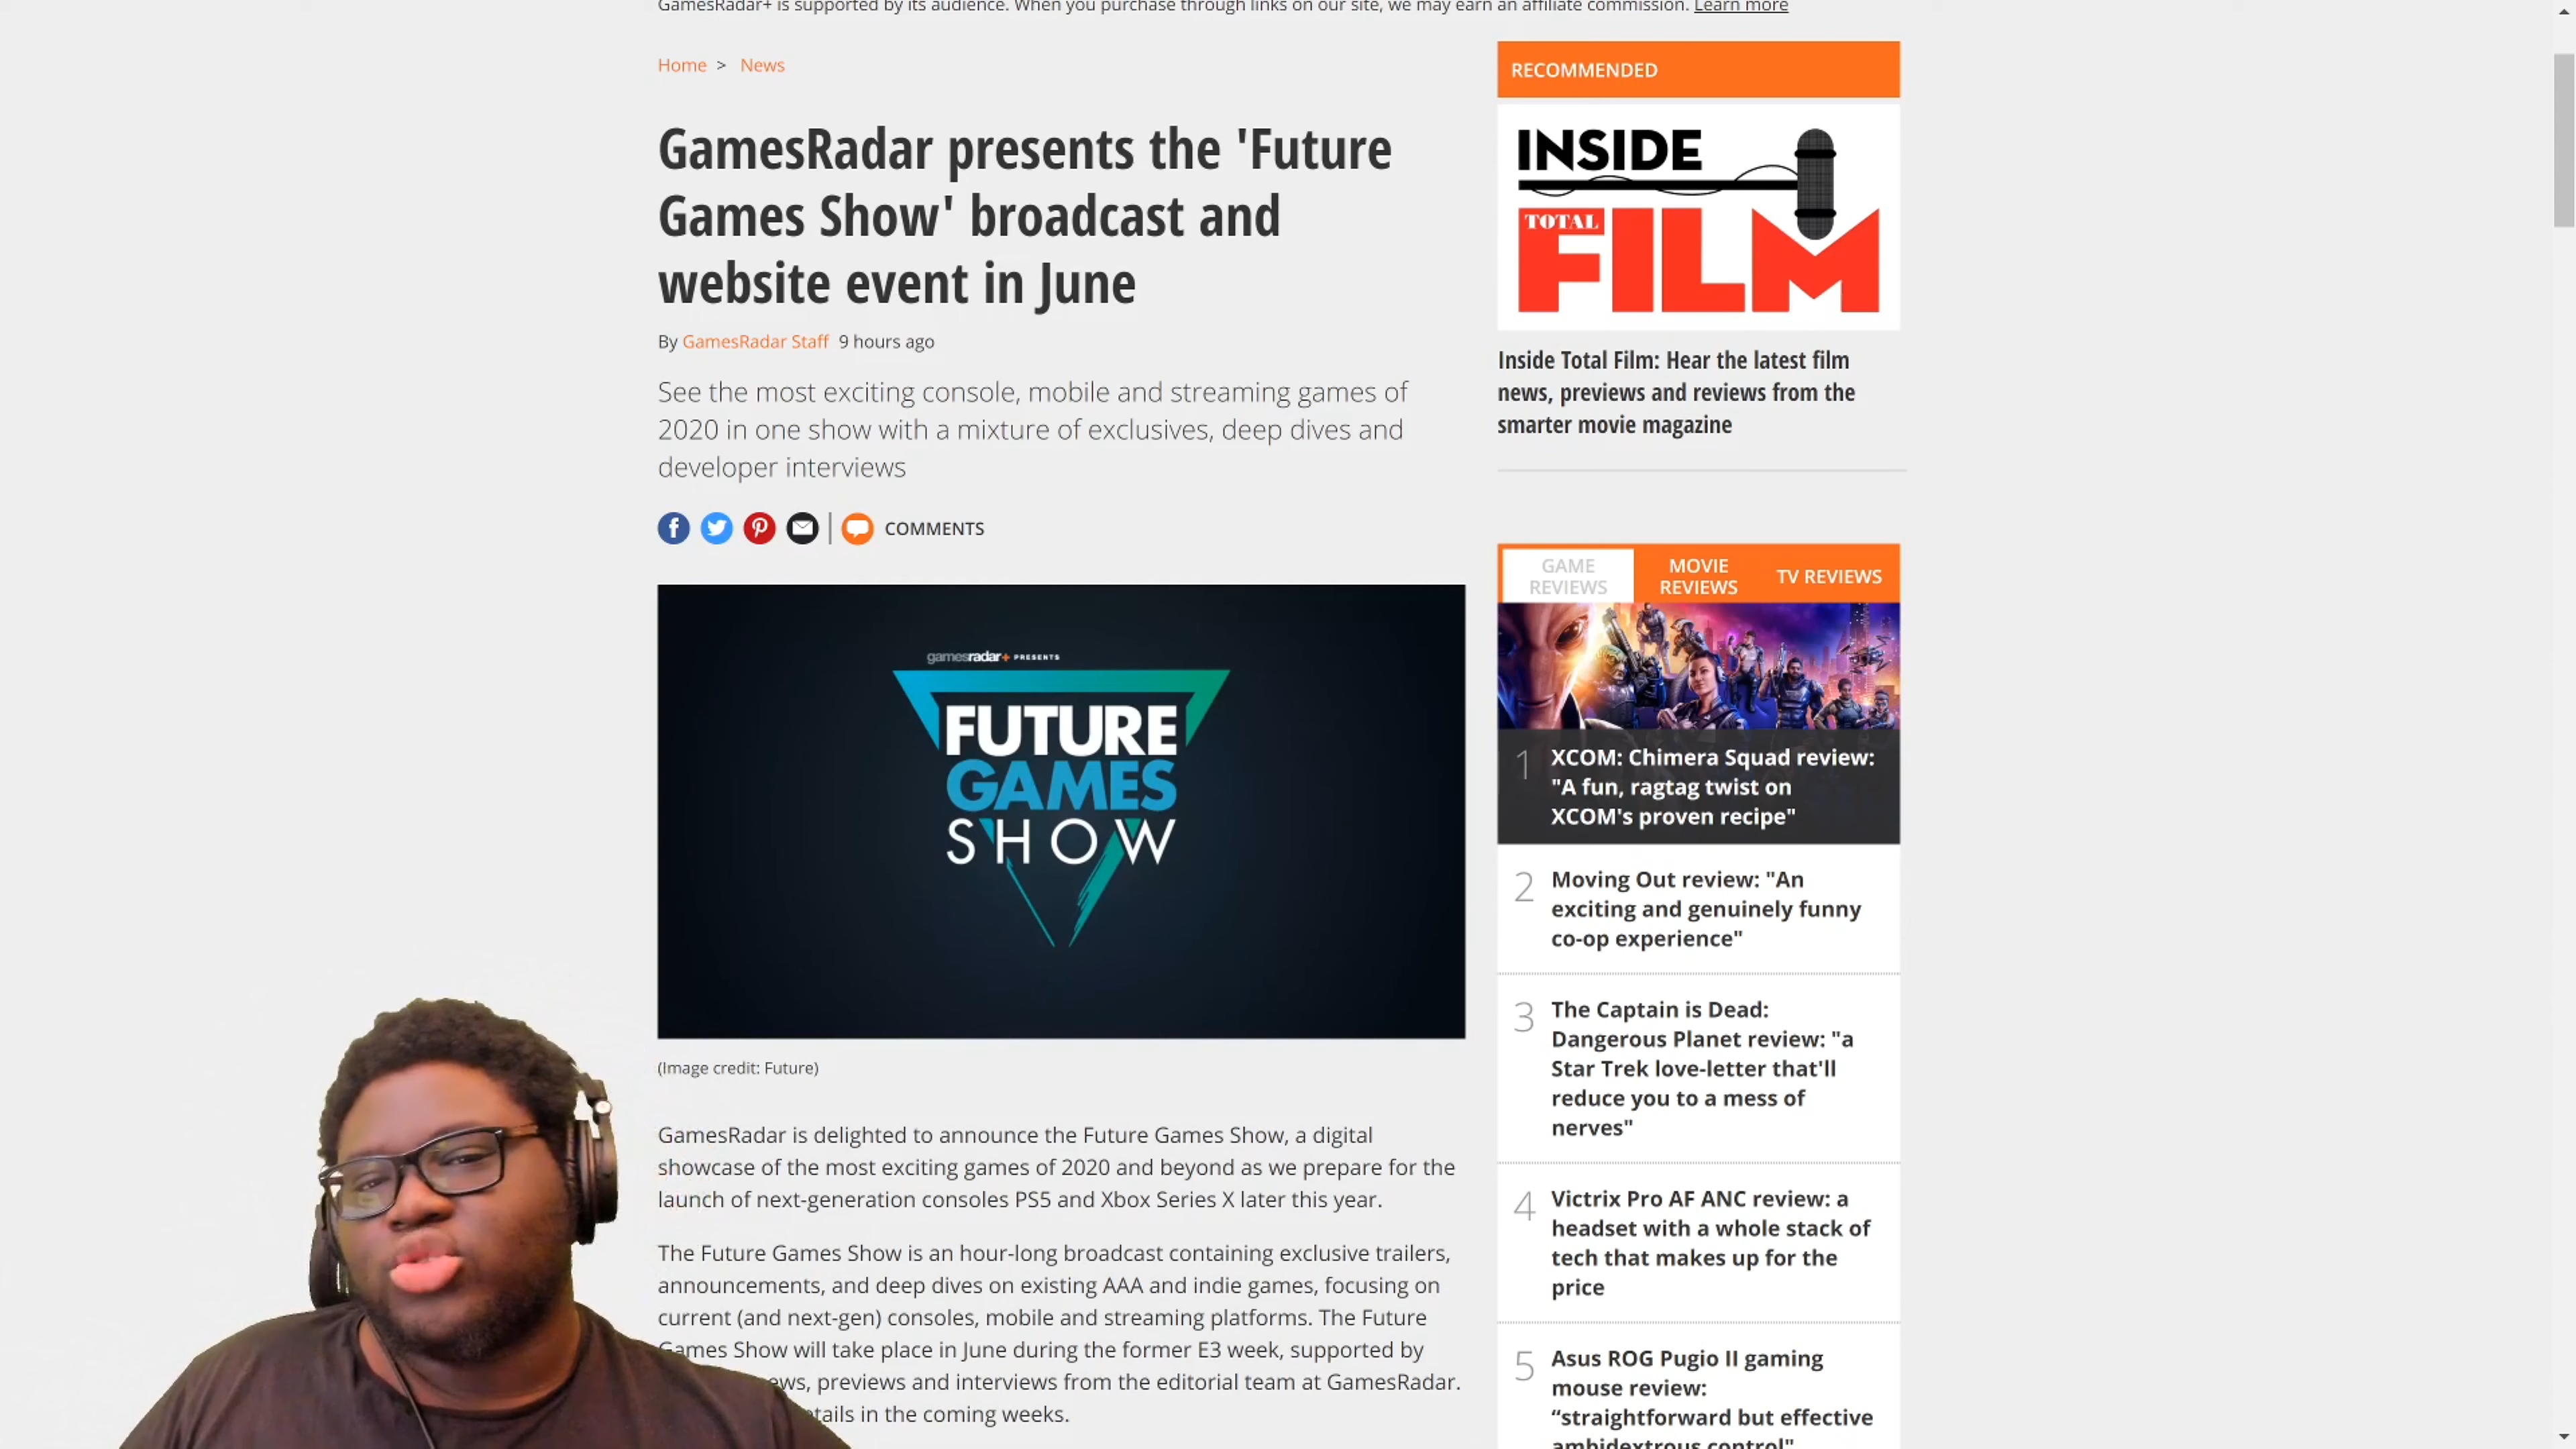 GamesRadar+ is supported by its audience. When you purchase through links on our site, we may earn an affiliate commission. Learn more
Home > News
GamesRadar presents the 'Future
Games Show' broadcast and
website event in June
By GamesRadar Staff 9 hours ago
See the most exciting console, mobile and streaming games of
2020 in one show with a mixture of exclusives, deep dives and
developer interviews
COMMENTS
gamesradar+ PRESENTS
FUTURE
GAMES
SHOW
(Image credit: Future)
GamesRadar is delighted to announce the Future Games Show, a digital
showcase of the most exciting games of 2020 and beyond as we prepare for the
launch of next-generation consoles PS5 and Xbox Series X later this year.
The Future Games Show is an hour-long broadcast containing exclusive trailers,
announcements, and deep dives on existing AAA and indie games, focusing on
current (and next-gen) consoles, mobile and streaming platforms. The Future
Games Show will take place in June during the former E3 week, supported by
previews and interviews from the editorial team at GamesRadar.
in the coming weeks.
RECOMMENDED
INSIDE
TOTAL
FILM
Inside Total Film: Hear the latest film
news, previews and reviews from the
smarter movie magazine
GAME
REVIEWS
MOVIE
REVIEWS
TV REVIEWS
1 XCOM: Chimera Squad review:
"A fun, ragtag twist on
XCOM's proven recipe"
2 Moving Out review: "An
exciting and genuinely funny
co-op experience"
3 The Captain is Dead:
Dangerous Planet review: "a
Star Trek love-letter that'll
reduce you to a mess of
nerves"
4 Victrix Pro AF ANC review: a
headset with a whole stack of
tech that makes up for the
price
5 Asus ROG Pugio II gaming
mouse review:
“straightforward but effective
ambidextrous control"